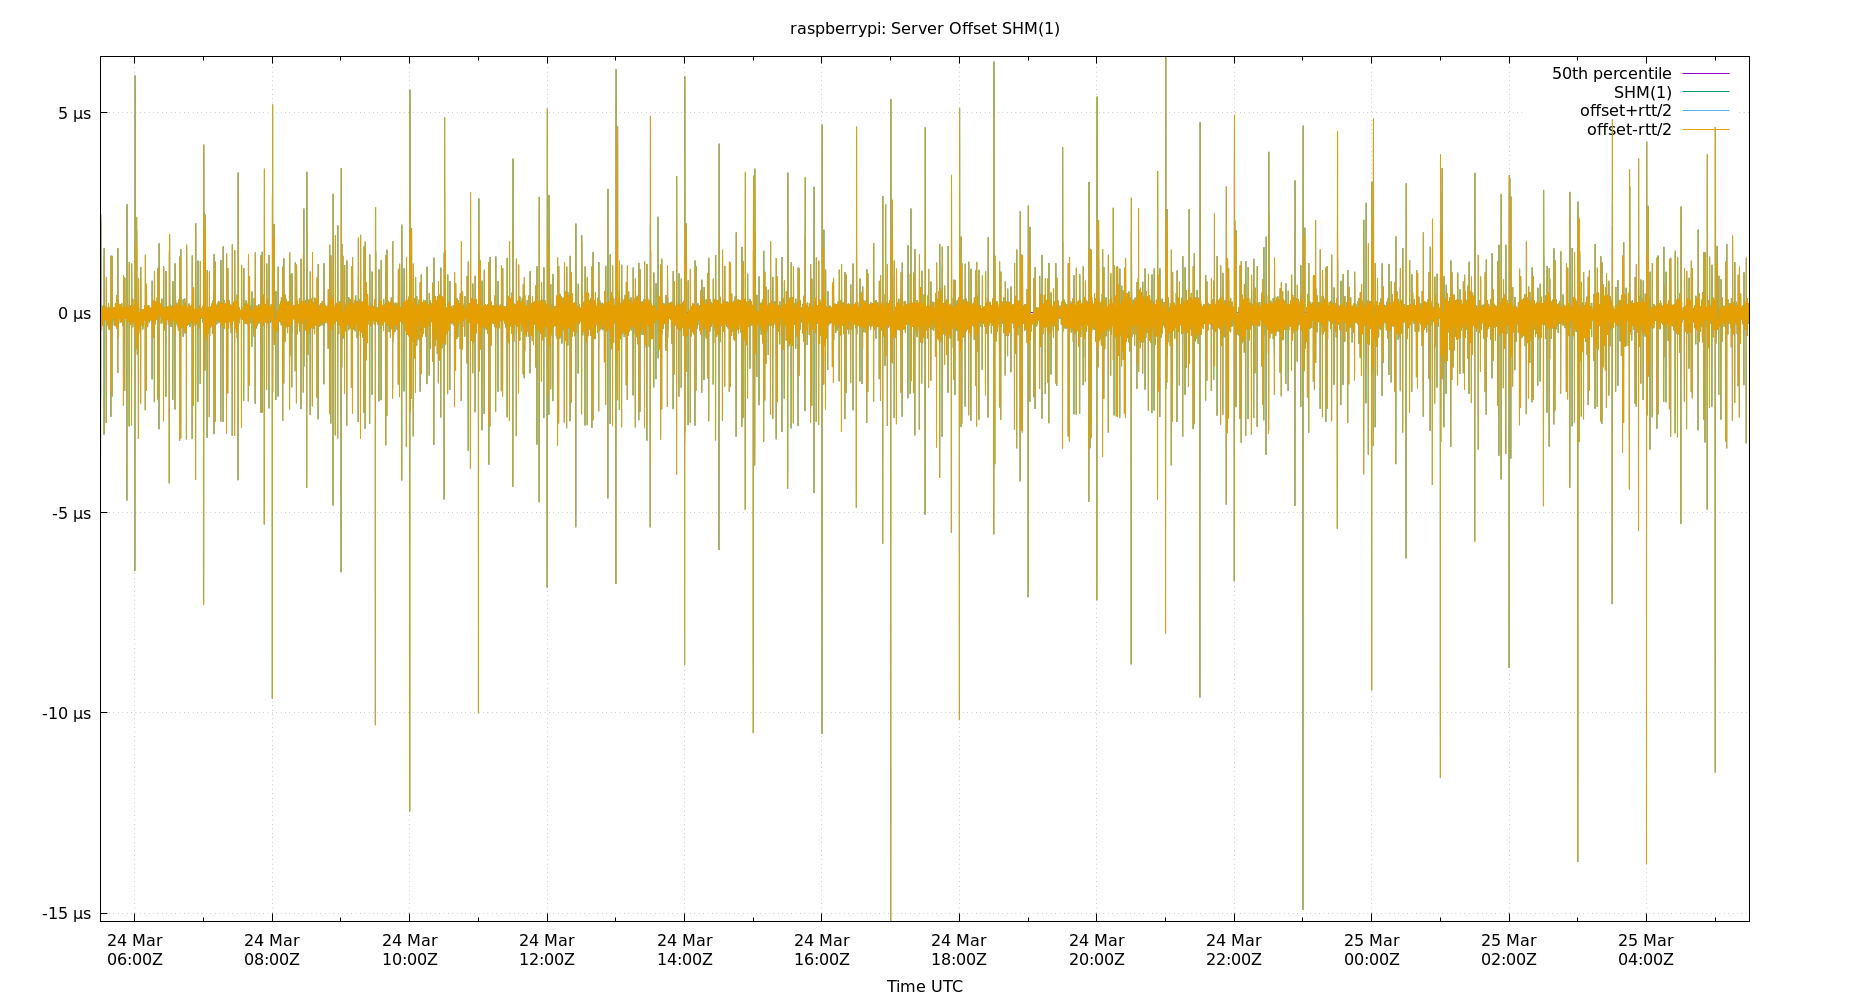 raspberrypi: Server Offset SHM(1)
50th percentile
SHM(1)
offset+rtt/2
offset-rtt/2
5 µs
0 µs
-5 µs
-10 µs
-15 µs
24 Mar 24 Mar 24 Mar 24 Mar 24 Mar 24 Mar 24 Mar 24 Mar 24 Mar 25 Mar 25 Mar 25 Mar
06:00Z 08:00Z 10:00Z 12:00Z 14:00Z 16:00Z 18:00Z 20:00Z 22:00Z 00:00Z 02:00Z 04:00Z
Time UTC